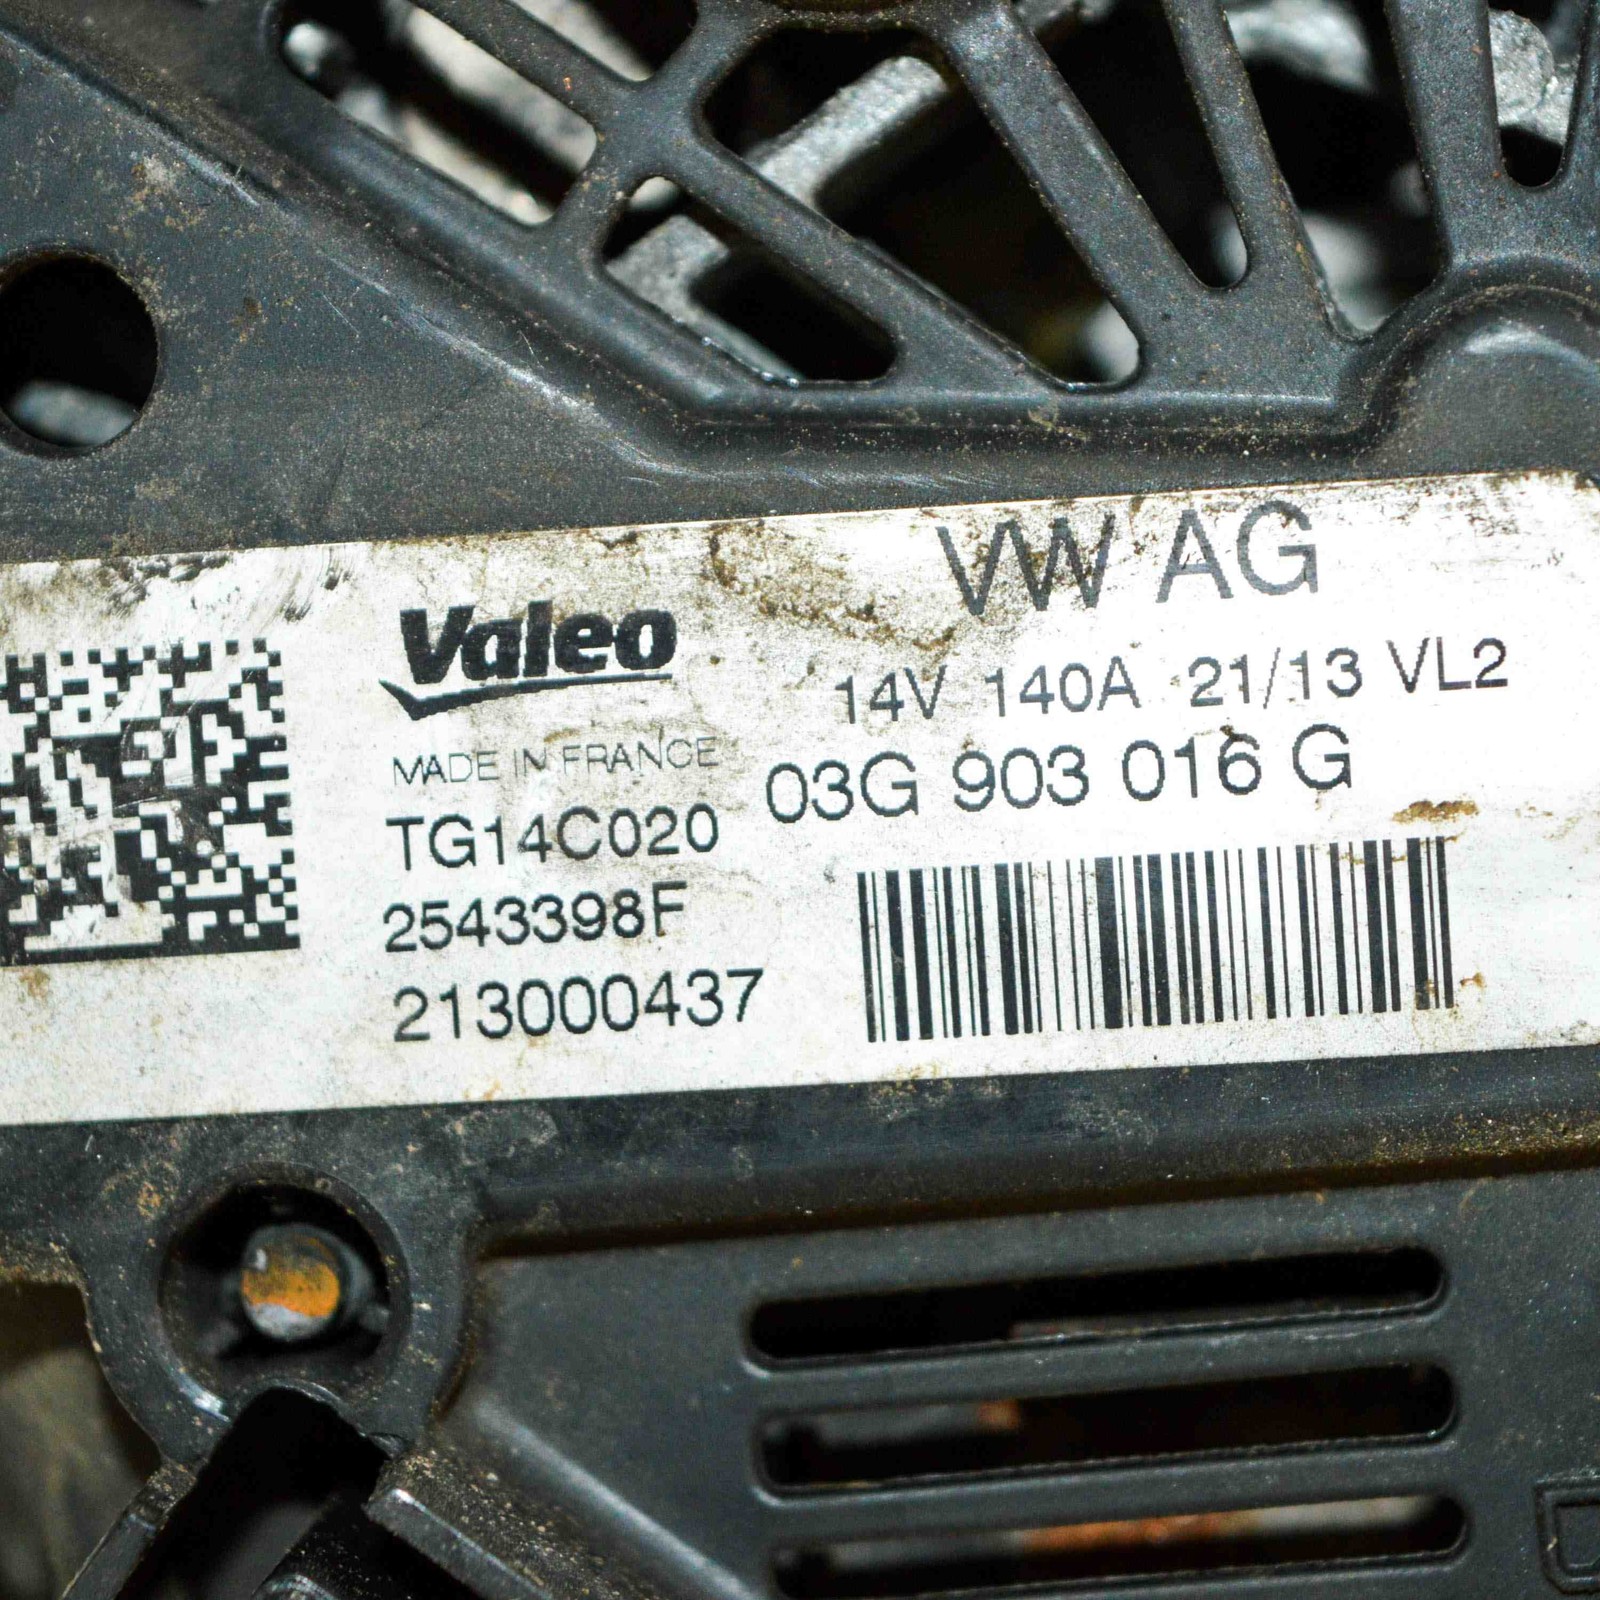 VW AG
Valeo
14V 140A 21/13 VL2
MADE IN FRANCE
03G 903 016 G
TG14C020
2543398F
213000437